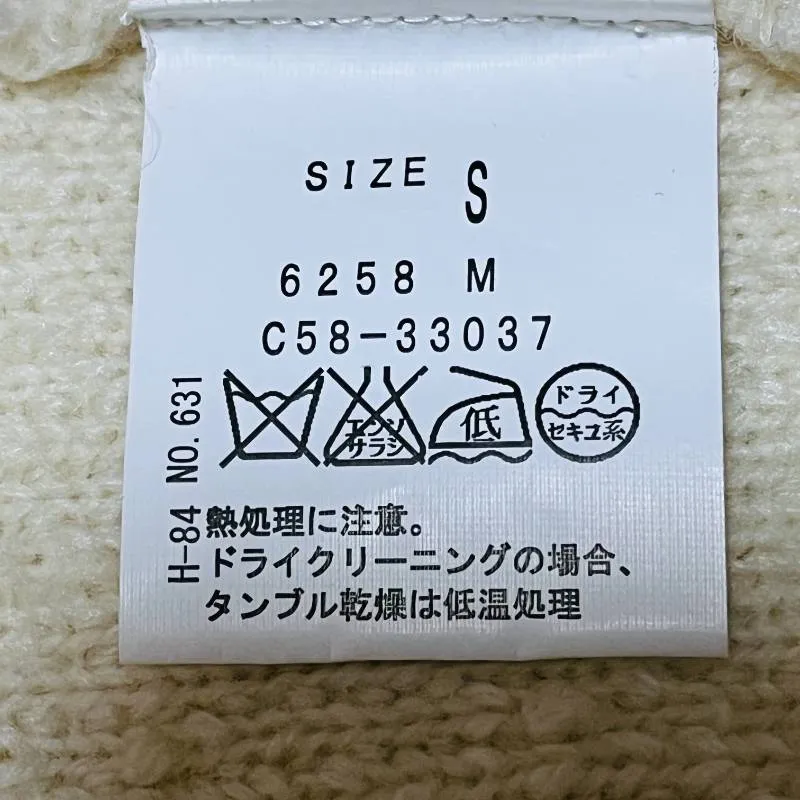 SIZE S
6258 M
C58-33037
エンソ
サラシ
低
ドライ
セキユ系
H-84 NO.631
熱処理に注意。
ドライクリーニングの場合、
タンブル乾燥は低温処理